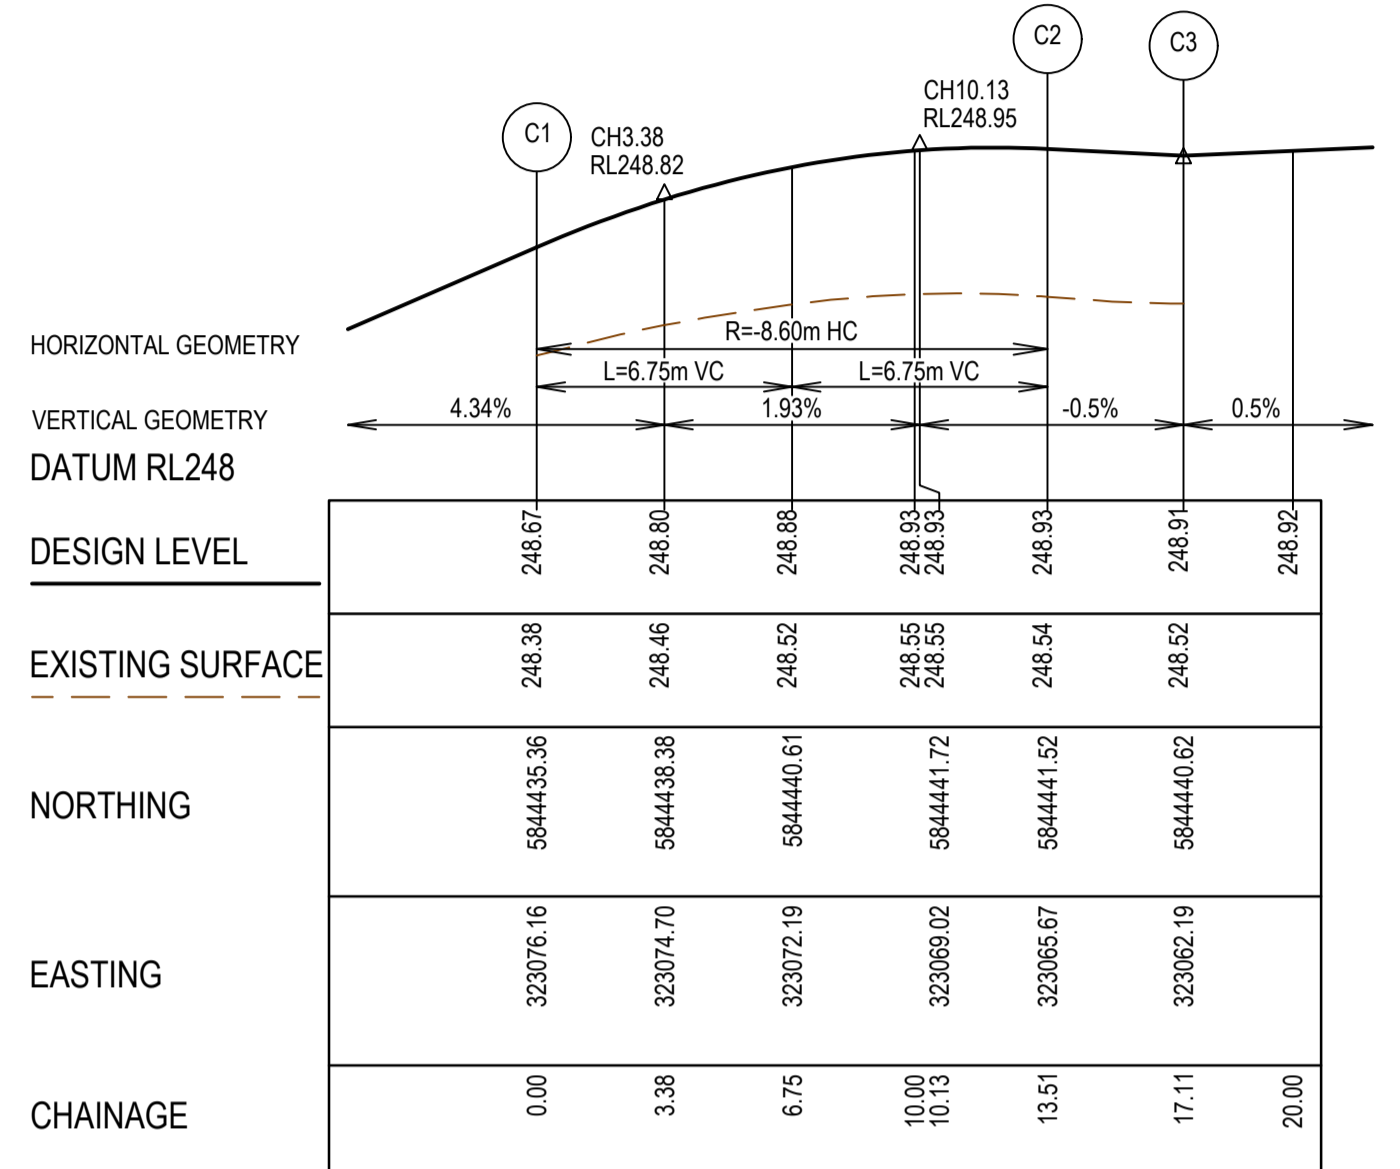 C1
C2
C3
CH3.38
RL248.82
CH10.13
RL248.95
HORIZONTAL GEOMETRY
R=-8.60m HC
L=6.75m VC
L=6.75m VC
VERTICAL GEOMETRY
4.34%
1.93%
-0.5%
0.5%
DATUM RL248
DESIGN LEVEL
248.67
248.80
248.88
248.93
248.93
248.93
248.91
248.92
EXISTING SURFACE
248.38
248.46
248.52
248.55
248.55
248.54
248.52
NORTHING
5844435.36
5844438.38
5844440.61
5844441.72
5844441.52
5844440.62
EASTING
323076.16
323074.70
323072.19
323069.02
323065.67
323062.19
CHAINAGE
0.00
3.38
6.75
10.00
10.13
13.51
17.11
20.00